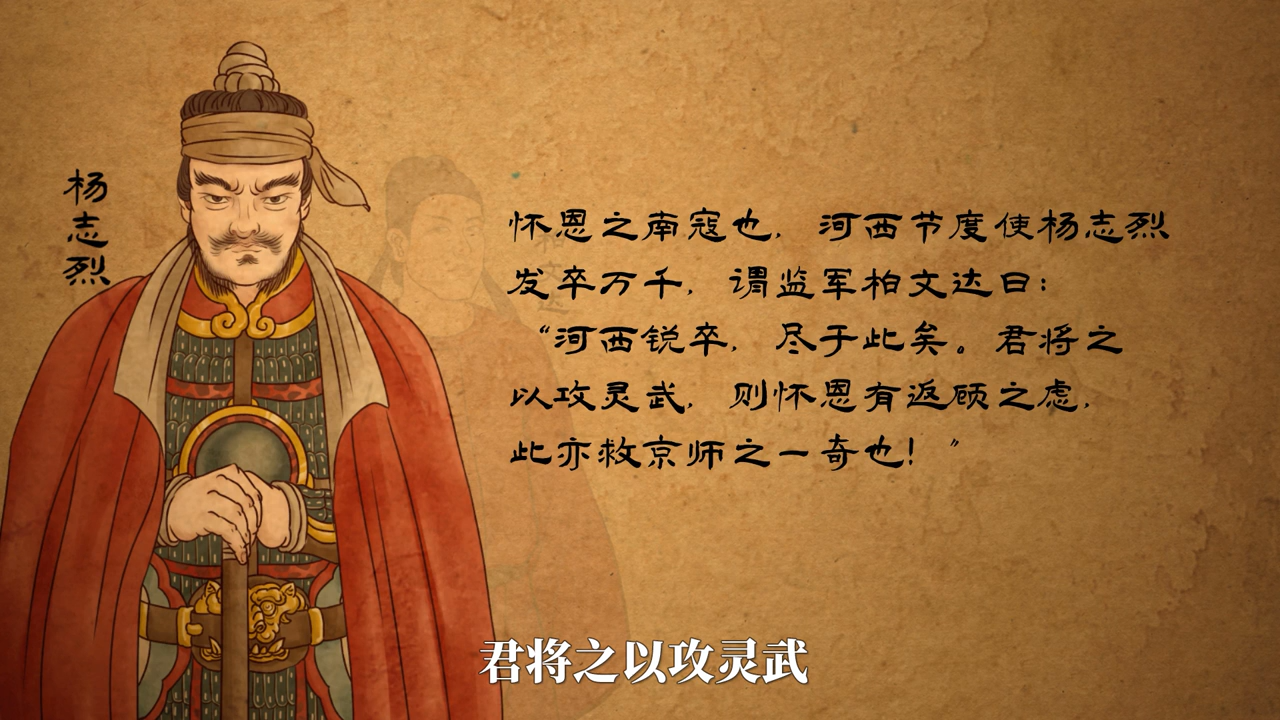 杨志烈
怀恩之南寇也，河西节度使杨志烈
发卒万千，谓监军柏文达曰：
“河西锐卒，尽于此矣。君将之
以攻灵武，则怀恩有返顾之虑，
此亦救京师之一奇也！”
君将之以攻灵武